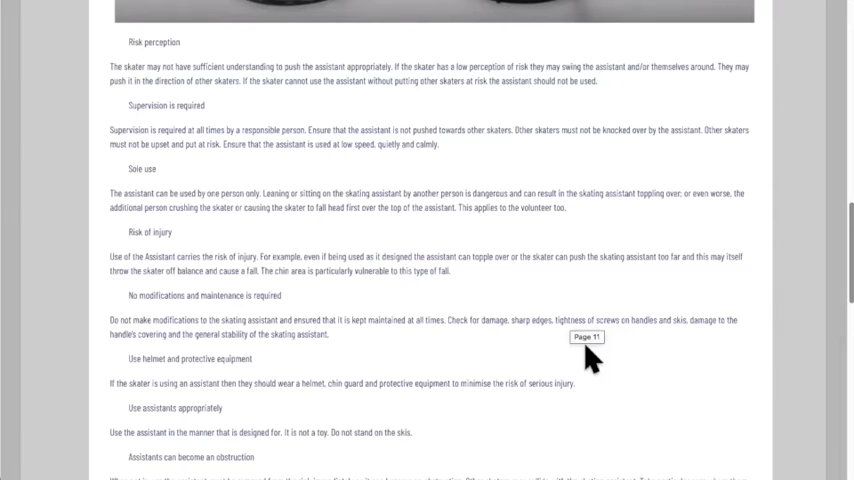 Risk perception
The skater may not have sufficient understanding to push the assistant appropriately. If the skater has a low perception of risk they may swing the assistant and/or themselves around. They may
push it in the direction of other skaters. If the skater cannot use the assistant without putting other skaters at risk the assistant should not be used.
Supervision is required
Supervision is required at all times by a responsible person. Ensure that the assistant is not pushed towards other skaters. Other skaters must not be knocked over by the assistant. Other skaters
must not be upset and put at risk. Ensure that the assistant is used at low speed, quietly and calmly.
Sole use
The assistant can be used by one person only. Leaning or sitting on the skating assistant by another person is dangerous and can result in the skating assistant toppling over; or even worse, the
additional person crushing the skater or causing the skater to fall head first over the top of the assistant. This applies to the volunteer too.
Risk of injury
Use of the Assistant carries the risk of injury. For example, even if being used as it designed the assistant can topple over or the skater can push the skating assistant too far and this may itself
throw the skater off balance and cause a fall. The chin area is particularly vulnerable to this type of fall.
No modifications and maintenance is required
Do not make modifications to the skating assistant and ensured that it is kept maintained at all times. Check for damage, sharp edges, tightness of screws on handles and skis, damage to the
handle's covering and the general stability of the skating assistant.
Page 11
Use helmet and protective equipment
If the skater is using an assistant then they should wear a helmet, chin guard and protective equipment to minimise the risk of serious injury.
Use assistants appropriately
Use the assistant in the manner that is designed for. It is not a toy. Do not stand on the skis.
Assistants can become an obstruction